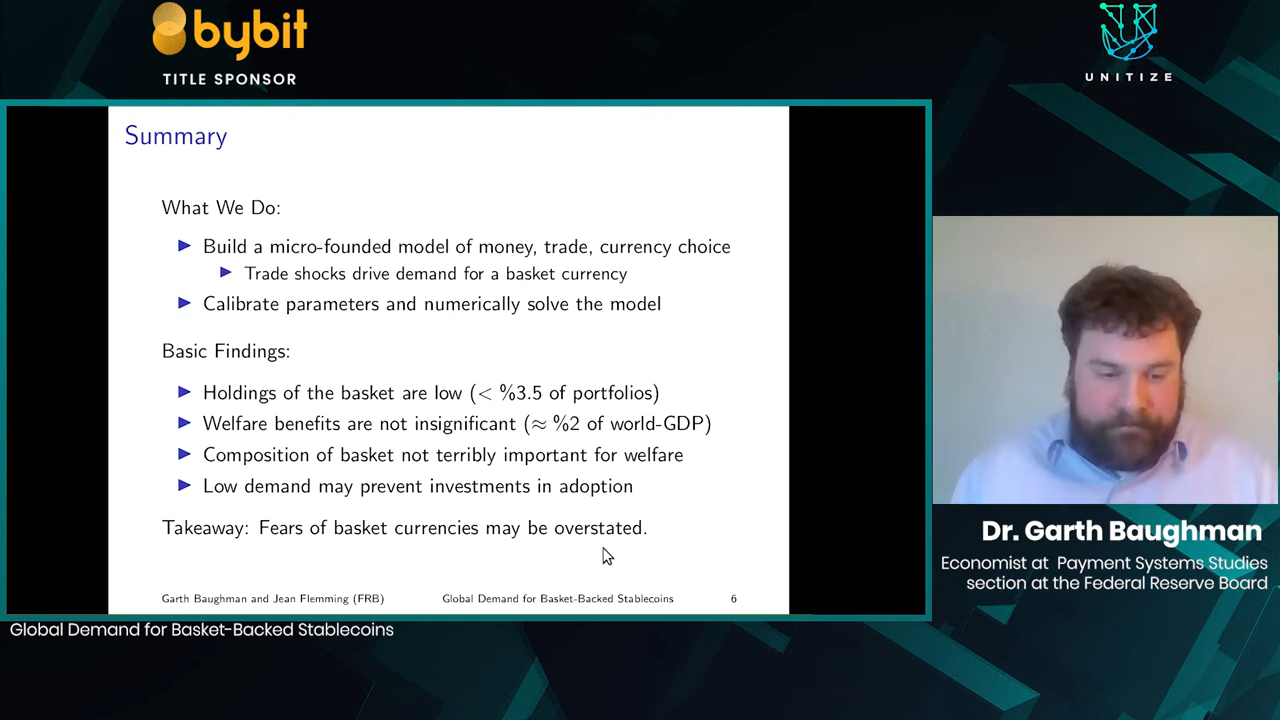 bybit
TITLE SPONSOR
UNITIZE
Summary
What We Do:
Build a micro-founded model of money, trade, currency choice
Trade shocks drive demand for a basket currency
Calibrate parameters and numerically solve the model
Basic Findings:
Holdings of the basket are low (< %3.5 of portfolios)
Welfare benefits are not insignificant (≈ %2 of world-GDP)
Composition of basket not terribly important for welfare
Low demand may prevent investments in adoption
Takeaway: Fears of basket currencies may be overstated.
Garth Baughman and Jean Flemming (FRB) Global Demand for Basket-Backed Stablecoins 6
Dr. Garth Baughman
Economist at Payment Systems Studies
section at the Federal Reserve Board
Global Demand for Basket-Backed Stablecoins